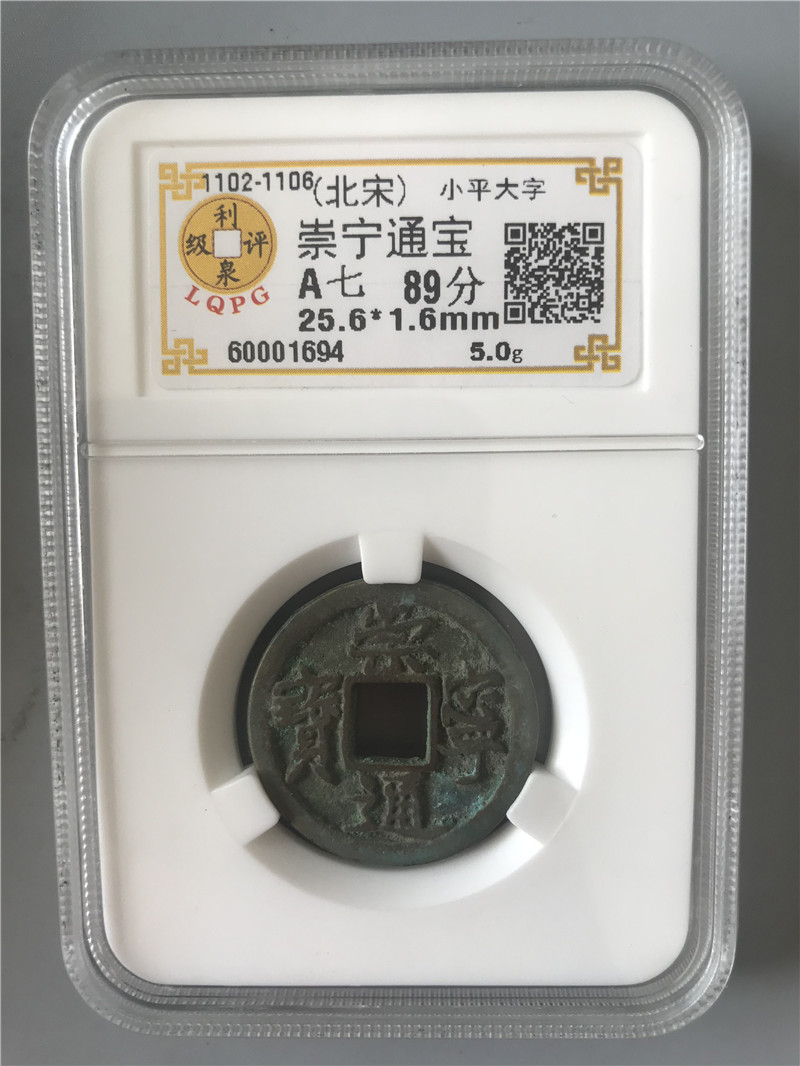 1102-1106(北宋) 小平大字
利泉评级
LQPG
崇宁通宝
A七 89分
25.6*1.6mm
60001694 5.0g
崇寧通寳